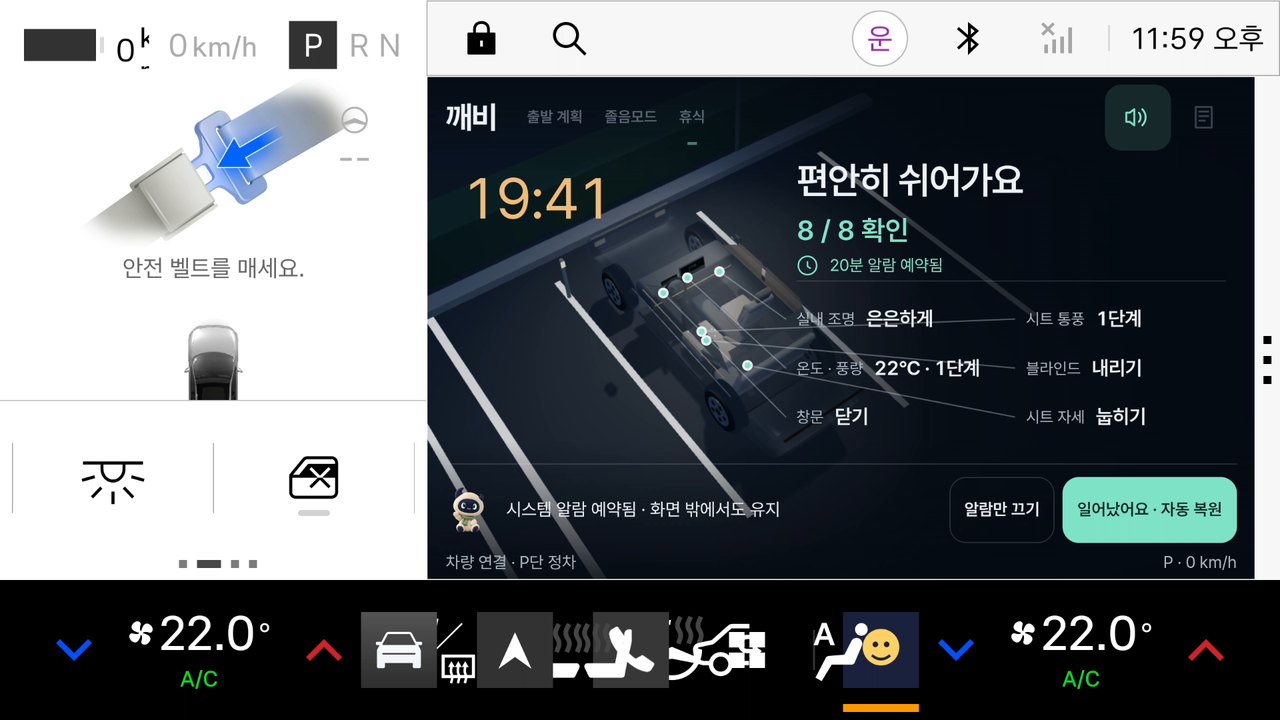 0 km/h P R N
운 11:59 오후
깨비 출발 계획 졸음모드 휴식
19:41
편안히 쉬어가요
8 / 8 확인
20분 알람 예약됨
안전 벨트를 매세요.
실내 조명 은은하게 시트 통풍 1단계
온도 · 풍량 22°C · 1단계 블라인드 내리기
창문 닫기 시트 자세 눕히기
시스템 알람 예약됨 · 화면 밖에서도 유지 알람만 끄기 일어났어요 · 자동 복원
차량 연결 · P단 정차 P · 0 km/h
22.0° A 22.0°
A/C A/C